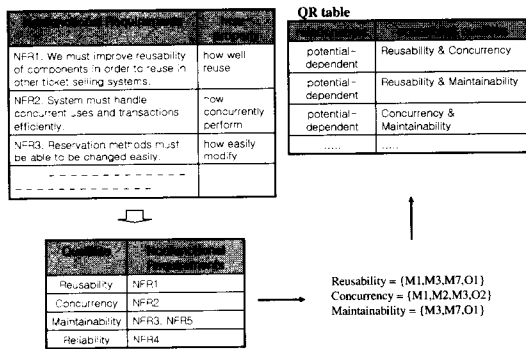 QR table
NFR1. We must improve reusability
of components in order to reuse in
other ticket selling systems.
how well
reuse
NFR2. System must handle
concurrent uses and transactions
efficiently.
how
concurrently
perform
NFR3. Reservation methods must
be able to be changed easily.
how easily
modify
potential-
dependent
Reusability & Concurrency
potential-
dependent
Reusability & Maintainability
potential-
dependent
Concurrency &
Maintainability
.....
.....
Reusability
NFR1
Concurrency
NFR2
Maintainability
NFR3, NFR5
Reliability
NFR4
Reusability = {M1,M3,M7,O1}
Concurrency = {M1,M2,M3,O2}
Maintainability = {M3,M7,O1}